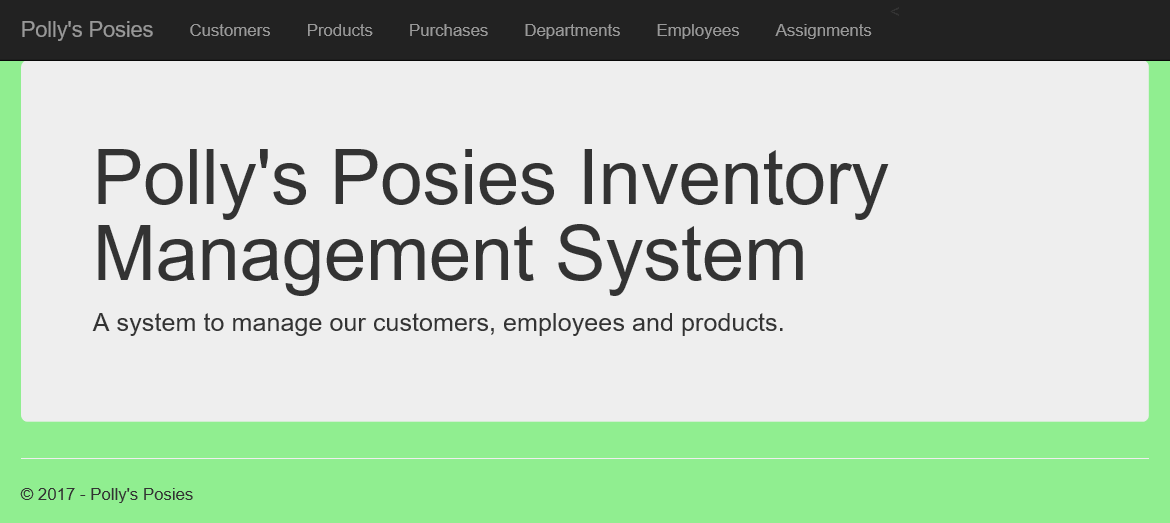 Polly's Posies Customers Products Purchases Departments Employees Assignments <
Polly's Posies Inventory
Management System
A system to manage our customers, employees and products.
© 2017 - Polly's Posies